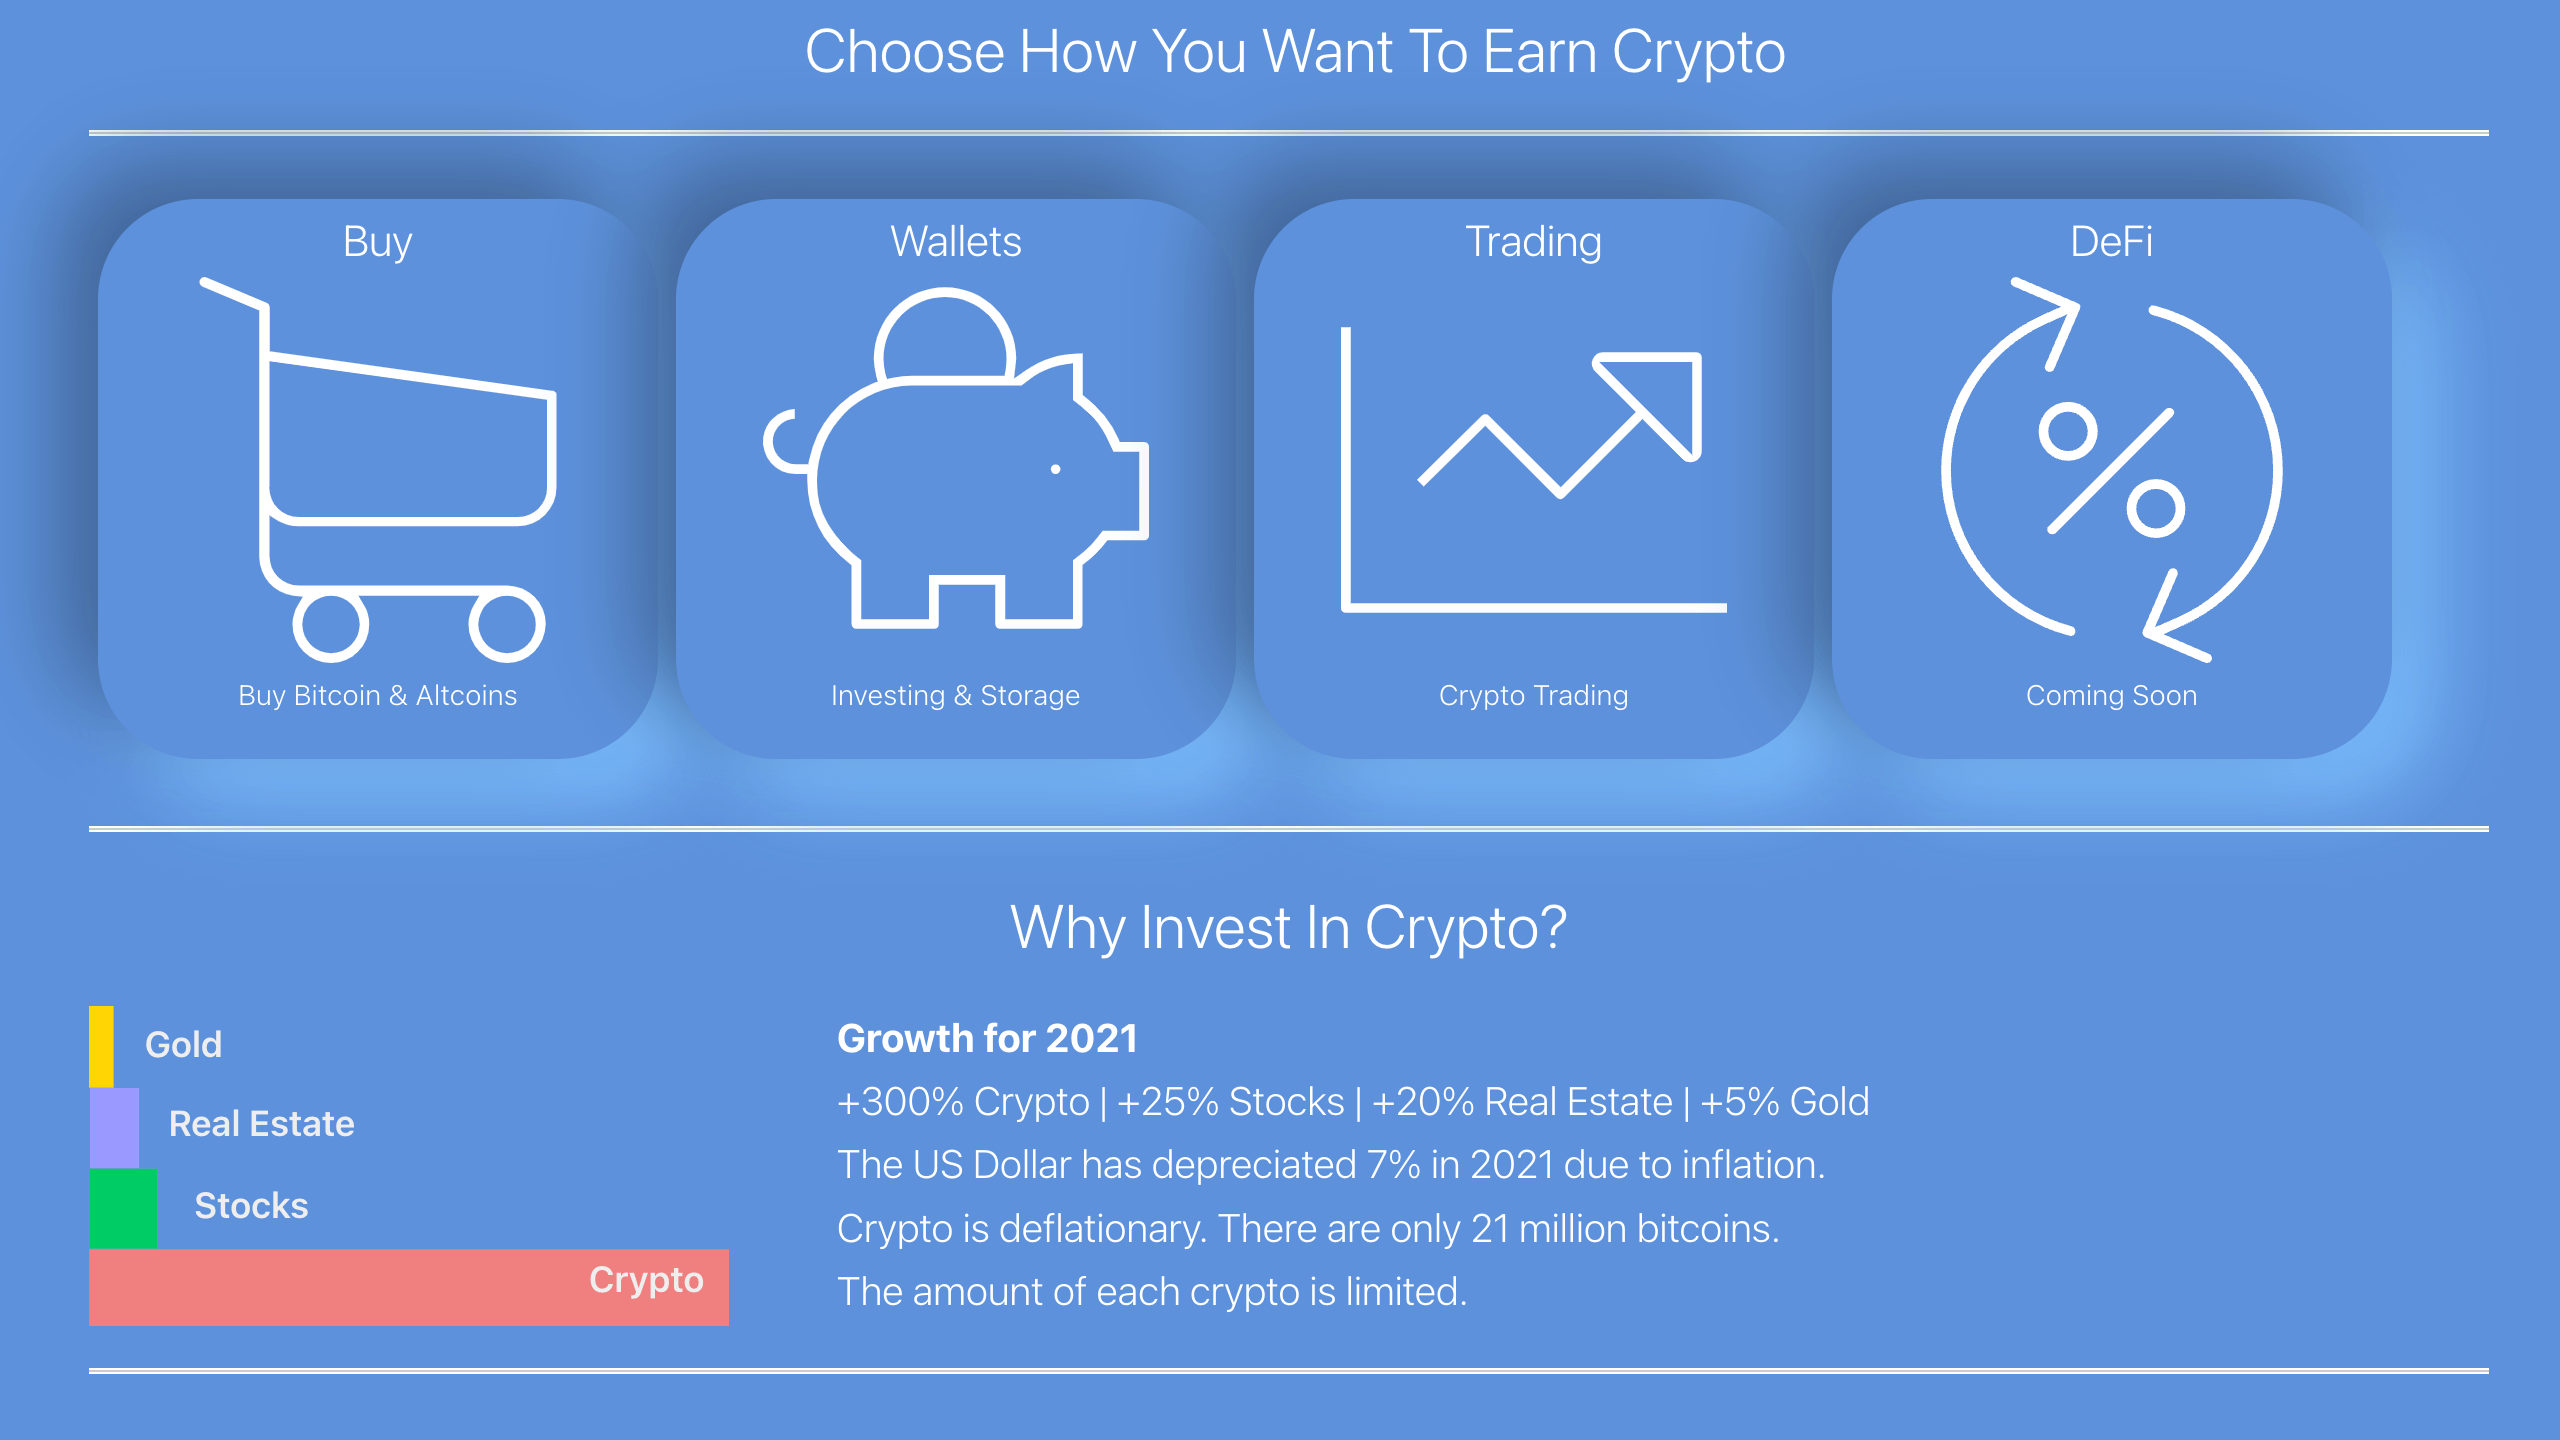 Choose How You Want To Earn Crypto
Buy
Wallets
Trading
DeFi
Buy Bitcoin & Altcoins
Investing & Storage
Crypto Trading
Coming Soon
Why Invest In Crypto?
Gold
Real Estate
Stocks
Crypto
Growth for 2021
+300% Crypto | +25% Stocks | +20% Real Estate | +5% Gold
The US Dollar has depreciated 7% in 2021 due to inflation.
Crypto is deflationary. There are only 21 million bitcoins.
The amount of each crypto is limited.